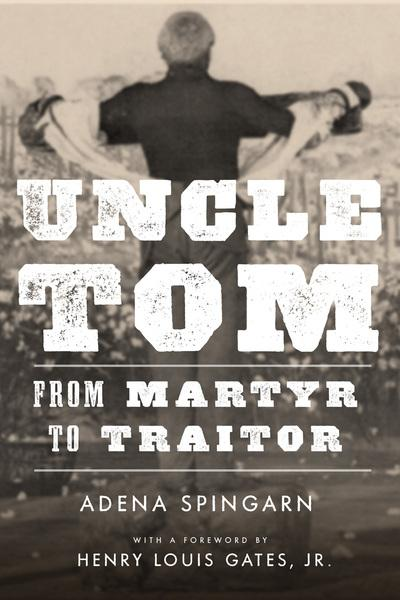 UNCLE
TOM
FROM MARTYR
TO TRAITOR
ADENA SPINGARN
WITH A FOREWORD BY
HENRY LOUIS GATES, JR.